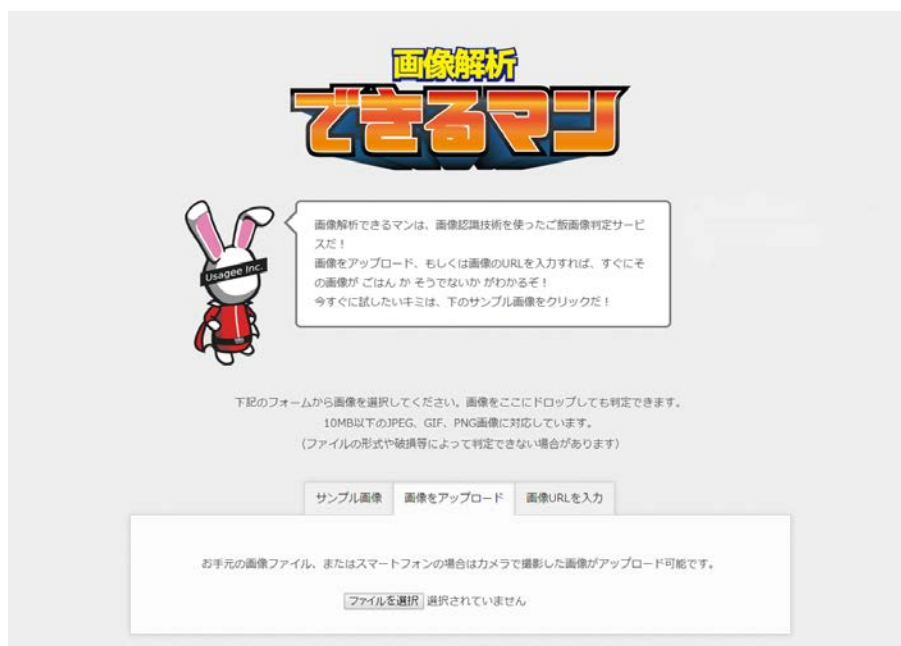 画像解析
できるマン
Usagee Inc.
画像解析できるマンは、画像認識技術を使ったご飯画像判定サービ
スだ！
画像をアップロード、もしくは画像のURLを入力すれば、すぐにそ
の画像が ごはん か そうでないか がわかるぞ！
今すぐに試したいキミは、下のサンプル画像をクリックだ！
下記のフォームから画像を選択してください。画像をここにドロップしても判定できます。
10MB以下のJPEG、GIF、PNG画像に対応しています。
（ファイルの形式や破損等によって判定できない場合があります）
サンプル画像 画像をアップロード 画像URLを入力
お手元の画像ファイル、またはスマートフォンの場合はカメラで撮影した画像がアップロード可能です。
ファイルを選択 選択されていません